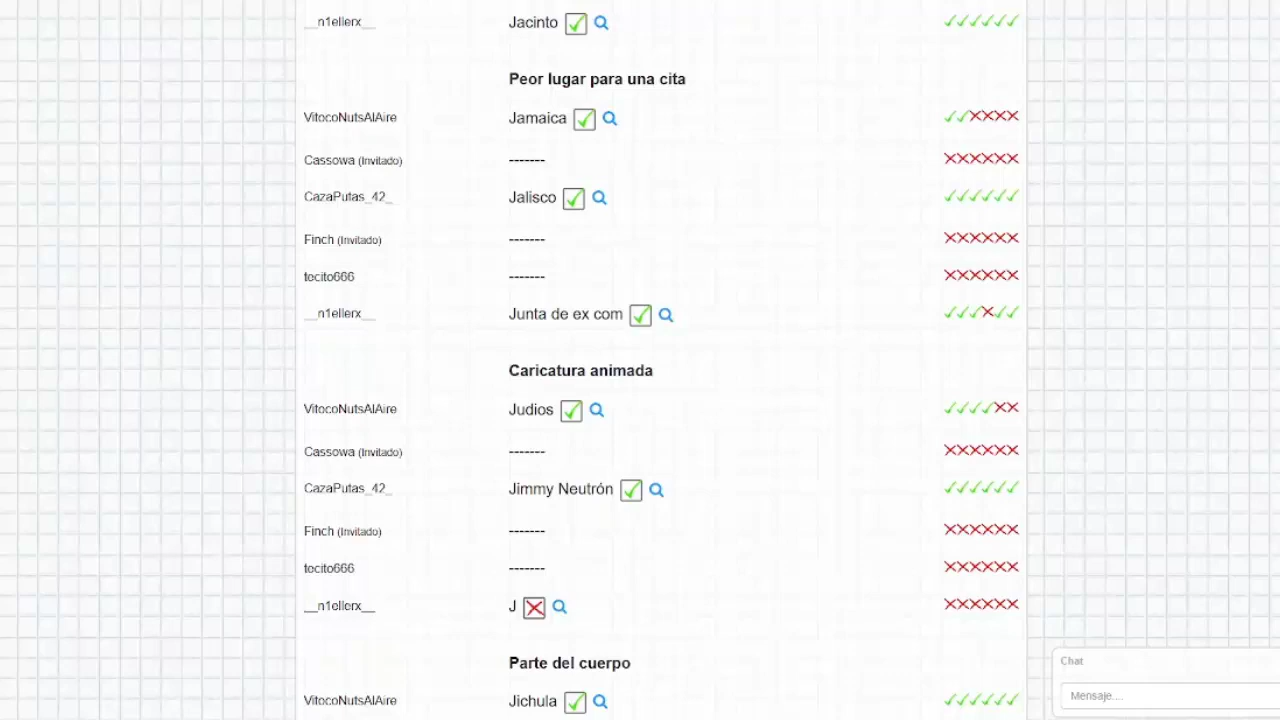 __n1ellerx__ Jacinto
Peor lugar para una cita
VitocoNutsAlAire Jamaica
Cassowa (Invitado) -------
CazaPutas_42_ Jalisco
Finch (Invitado) -------
tecito666 -------
__n1ellerx__ Junta de ex com
Caricatura animada
VitocoNutsAlAire Judios
Cassowa (Invitado) -------
CazaPutas_42_ Jimmy Neutrón
Finch (Invitado) -------
tecito666 -------
__n1ellerx__ J
Parte del cuerpo
Chat
VitocoNutsAlAire Jichula
Mensaje....